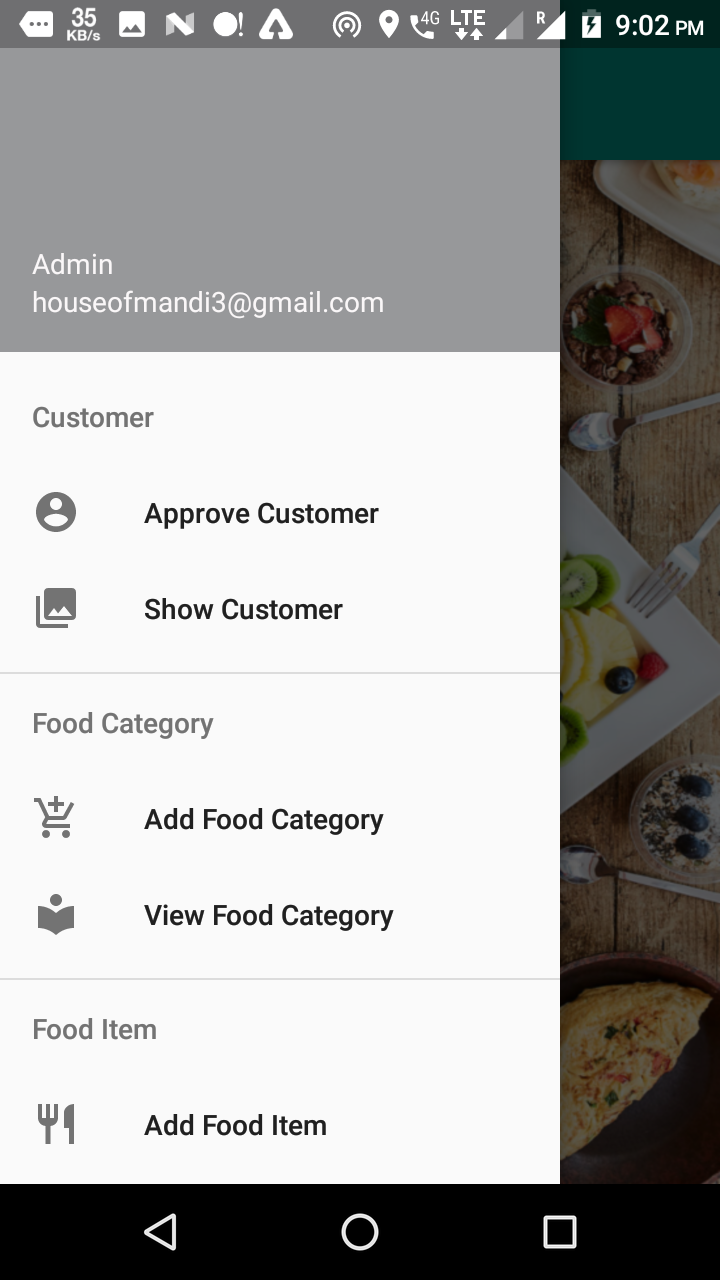 35
KB/s
4G
LTE
R
9:02 PM
Admin
houseofmandi3@gmail.com
Customer
Approve Customer
Show Customer
Food Category
Add Food Category
View Food Category
Food Item
Add Food Item